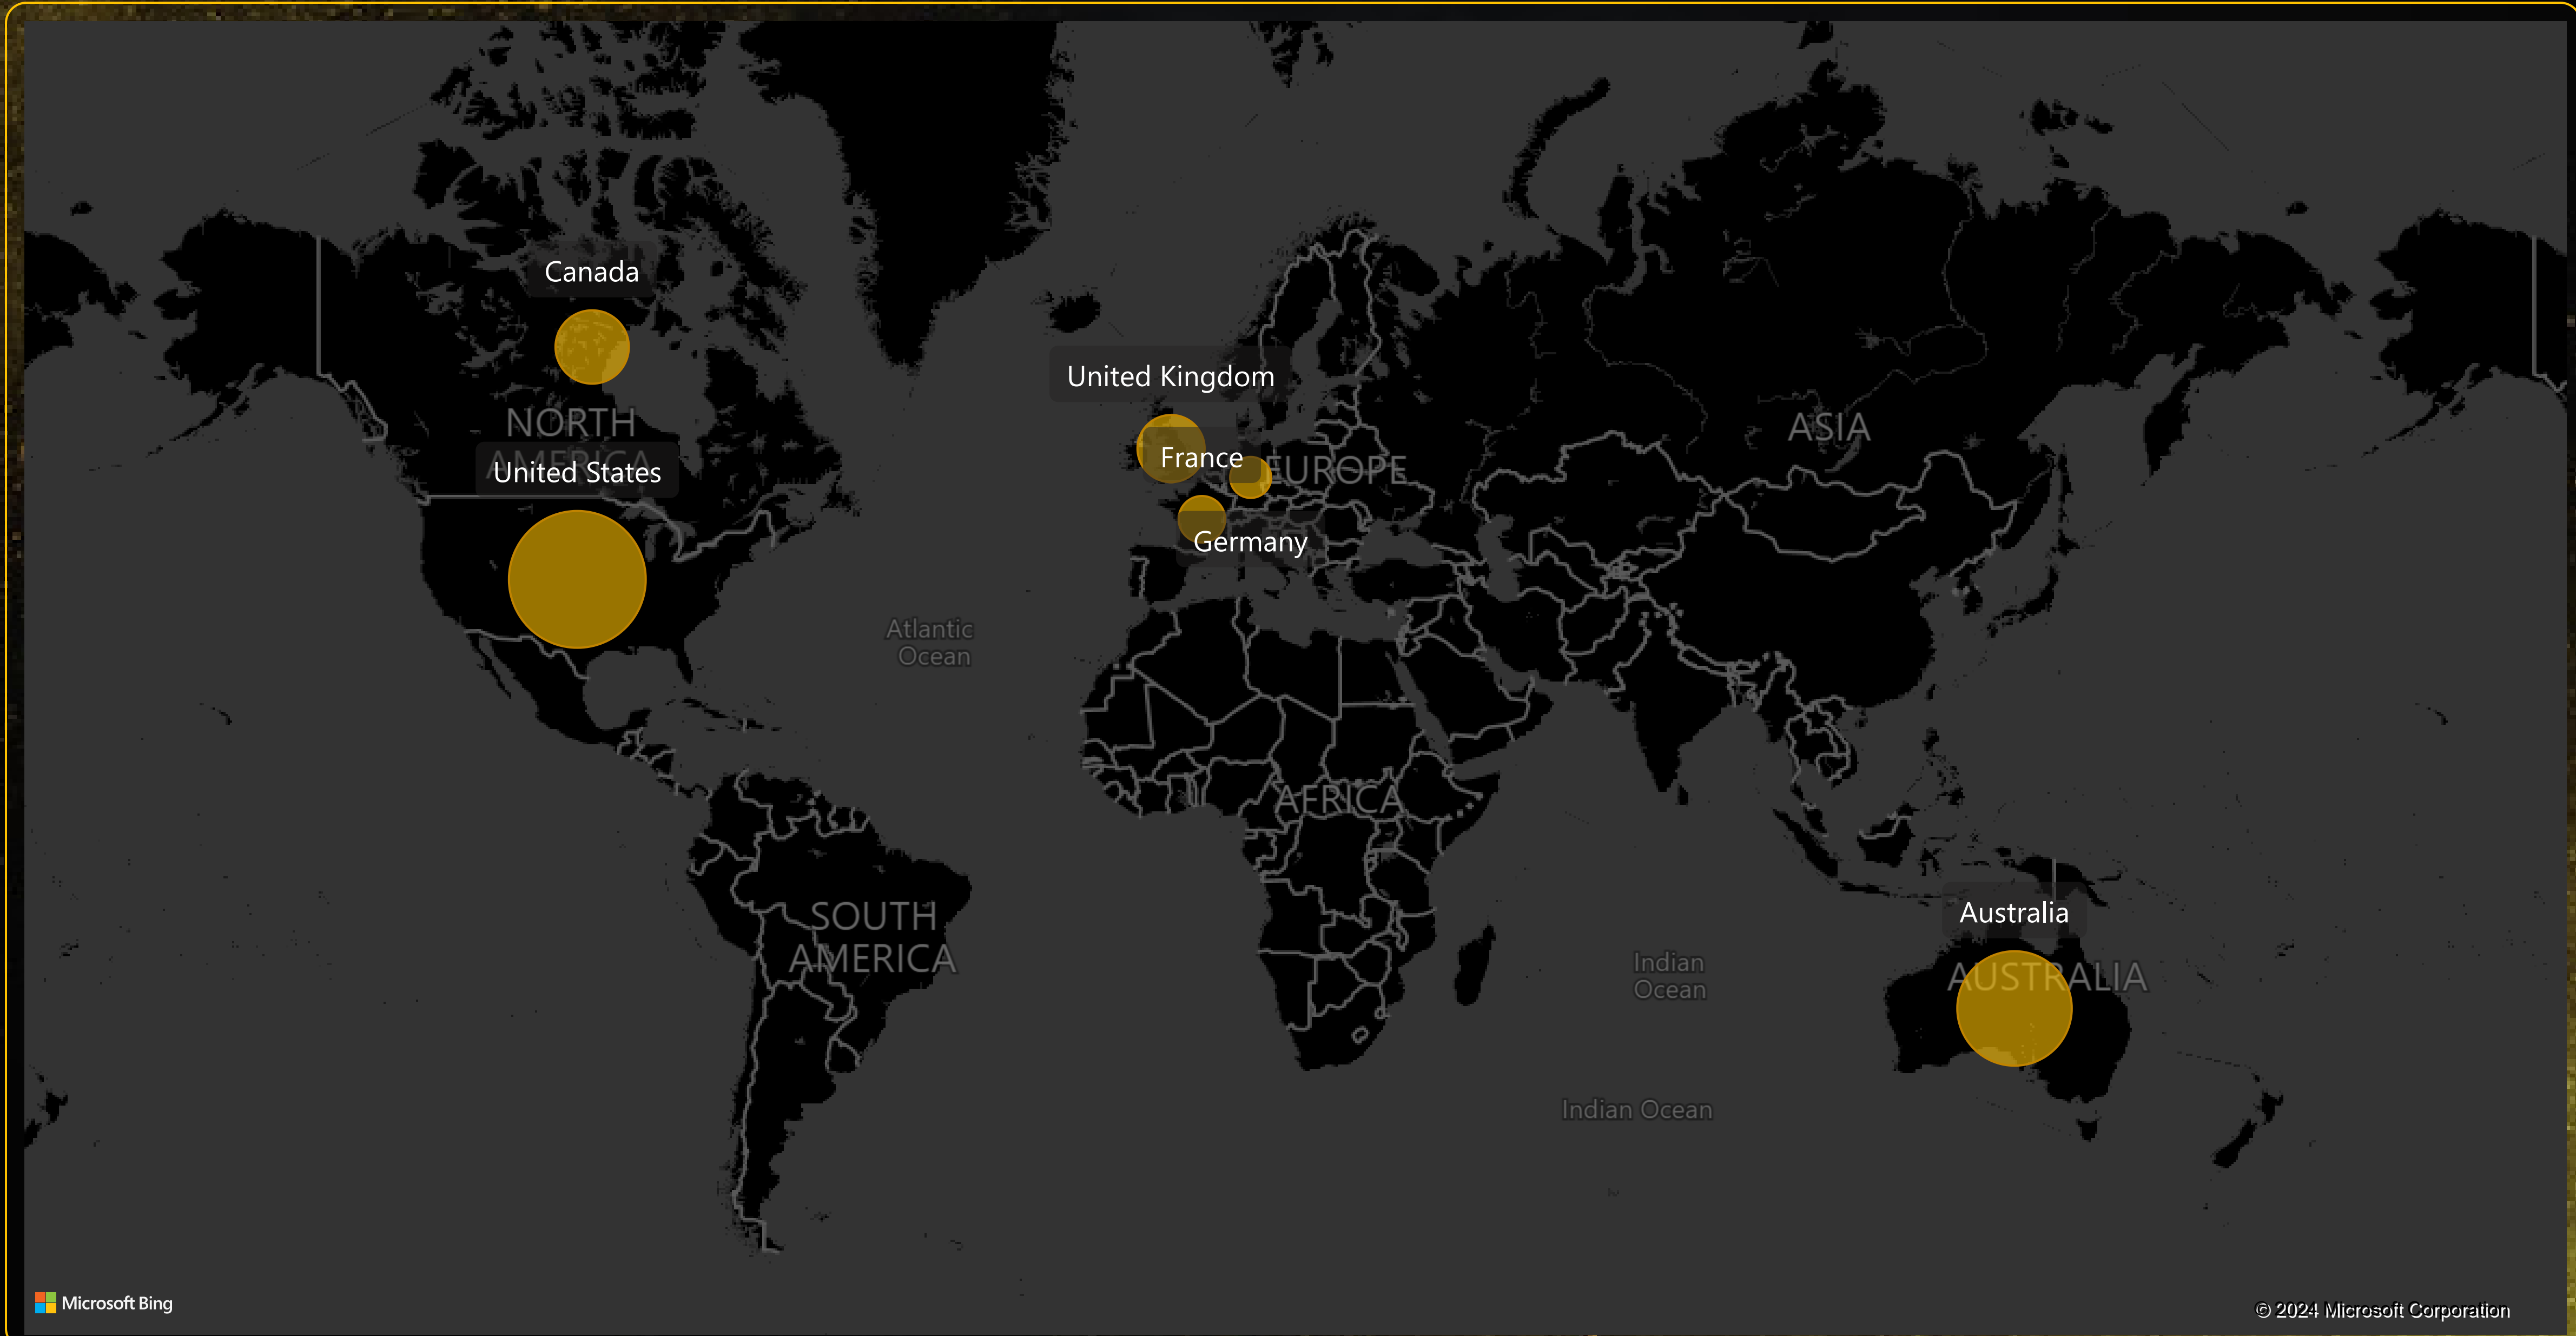 Canada
NORTH
AMERICA
United States
United Kingdom
France
EUROPE
Germany
ASIA
Atlantic
Ocean
AFRICA
SOUTH
AMERICA
Indian
Ocean
Australia
AUSTRALIA
Indian Ocean
Microsoft Bing
© 2024 Microsoft Corporation